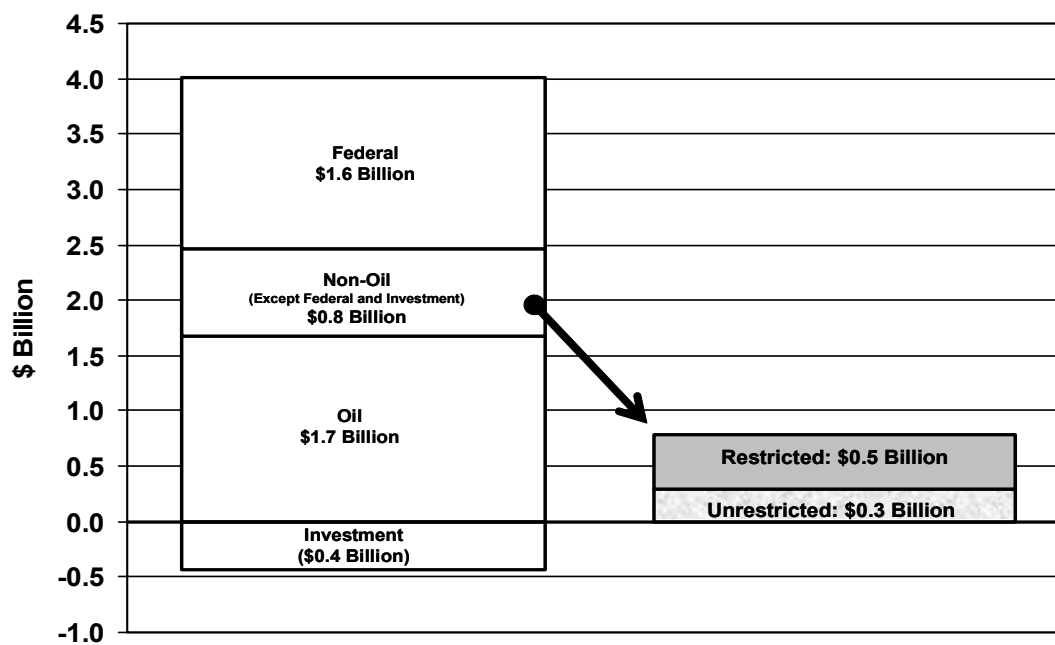 4.5
4.0
3.5
3.0
2.5
2.0
1.5
1.0
0.5
0.0
-0.5
-1.0
$ Billion
Federal
$1.6 Billion
Non-Oil
(Except Federal and Investment)
$0.8 Billion
Oil
$1.7 Billion
Investment
($0.4 Billion)
Restricted: $0.5 Billion
Unrestricted: $0.3 Billion